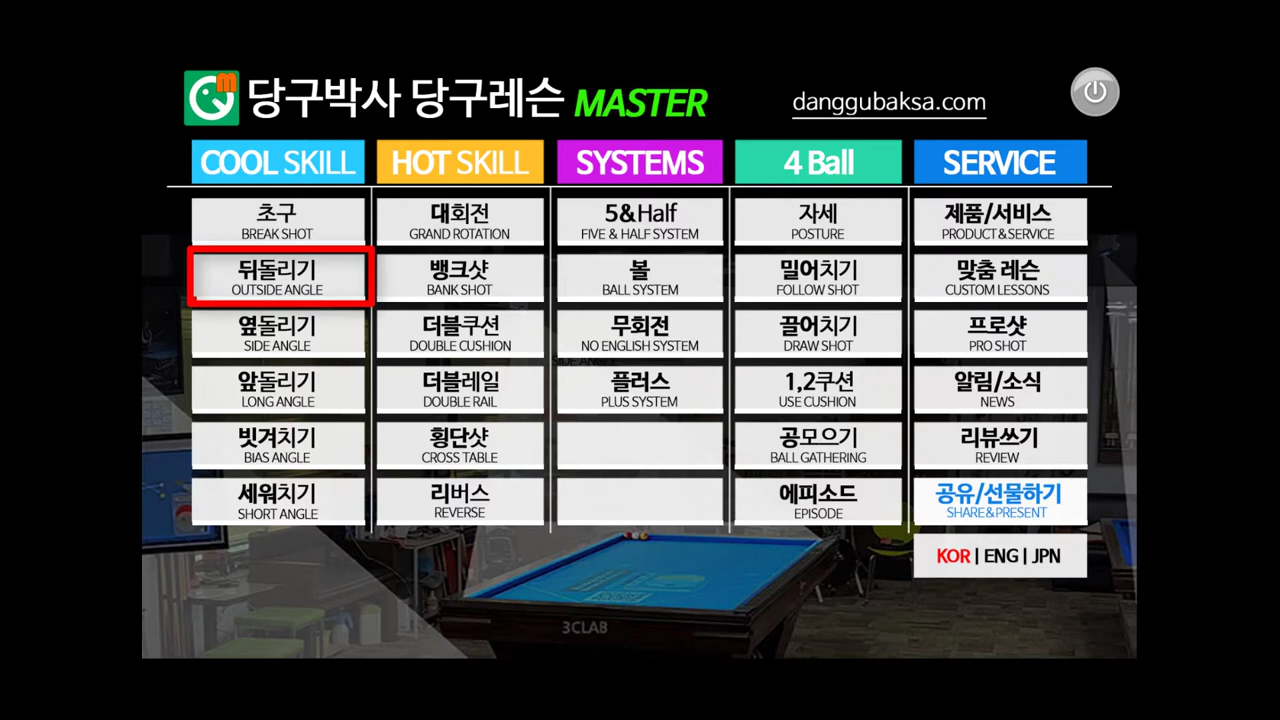 당구박사 당구레슨 MASTER
danggubaksa.com
COOL SKILL
HOT SKILL
SYSTEMS
4 Ball
SERVICE
초구
BREAK SHOT
대회전
GRAND ROTATION
5&Half
FIVE & HALF SYSTEM
자세
POSTURE
제품/서비스
PRODUCT&SERVICE
뒤돌리기
OUTSIDE ANGLE
뱅크샷
BANK SHOT
볼
BALL SYSTEM
밀어치기
FOLLOW SHOT
맞춤 레슨
CUSTOM LESSONS
옆돌리기
SIDE ANGLE
더블쿠션
DOUBLE CUSHION
무회전
NO ENGLISH SYSTEM
끌어치기
DRAW SHOT
프로샷
PRO SHOT
앞돌리기
LONG ANGLE
더블레일
DOUBLE RAIL
플러스
PLUS SYSTEM
1,2쿠션
USE CUSHION
알림/소식
NEWS
빗겨치기
BIAS ANGLE
횡단샷
CROSS TABLE
공모으기
BALL GATHERING
리뷰쓰기
REVIEW
세워치기
SHORT ANGLE
리버스
REVERSE
에피소드
EPISODE
공유/선물하기
SHARE&PRESENT
KOR | ENG | JPN
3CLAB